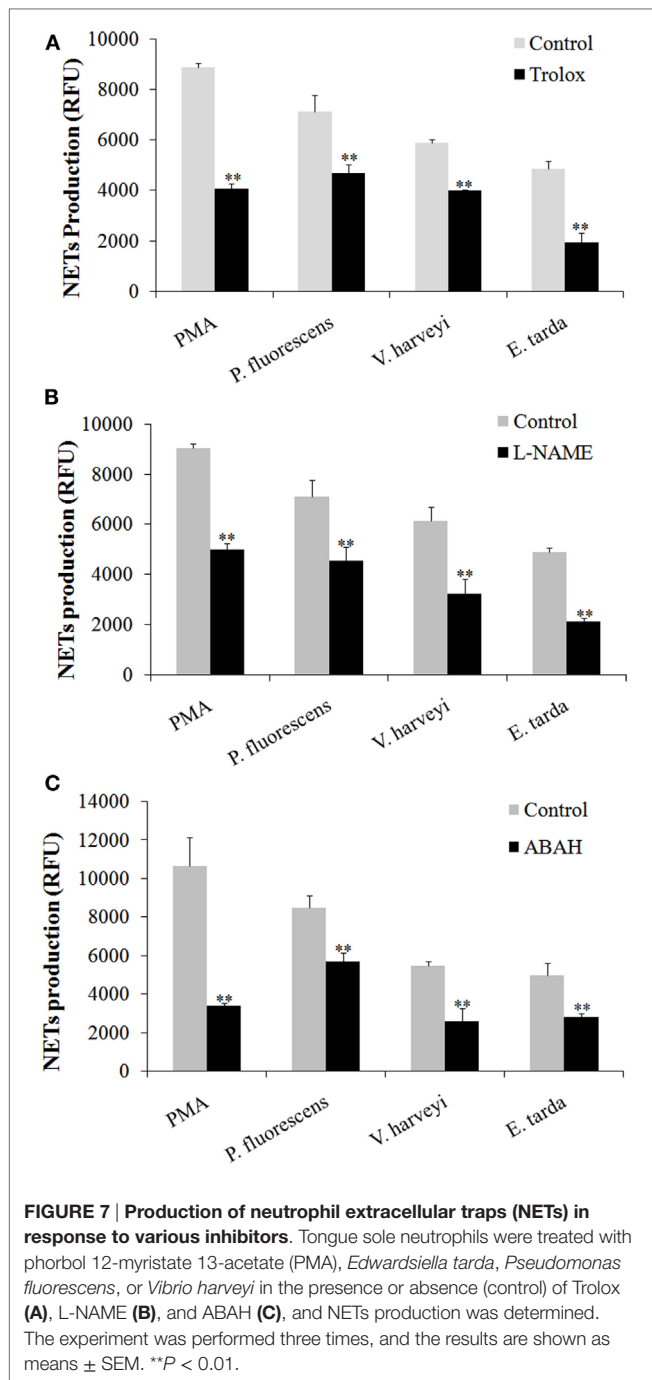 A
NETs Production (RFU)
10000
8000
6000
4000
2000
0
Control
Trolox
**
**
**
**
PMA
P. fluorescens
V. harveyi
E. tarda
B
NETs production (RFU)
10000
8000
6000
4000
2000
0
Control
L-NAME
**
**
**
**
PMA
P. fluorescens
V. harveyi
E. tarda
C
NETs production (RFU)
14000
12000
10000
8000
6000
4000
2000
0
Control
ABAH
**
**
**
**
PMA
P. fluorescens
V. harveyi
E. tarda
FIGURE 7 | Production of neutrophil extracellular traps (NETs) in
response to various inhibitors. Tongue sole neutrophils were treated with
phorbol 12-myristate 13-acetate (PMA), Edwardsiella tarda, Pseudomonas
fluorescens, or Vibrio harveyi in the presence or absence (control) of Trolox
(A), L-NAME (B), and ABAH (C), and NETs production was determined.
The experiment was performed three times, and the results are shown as
means ± SEM. **P < 0.01.